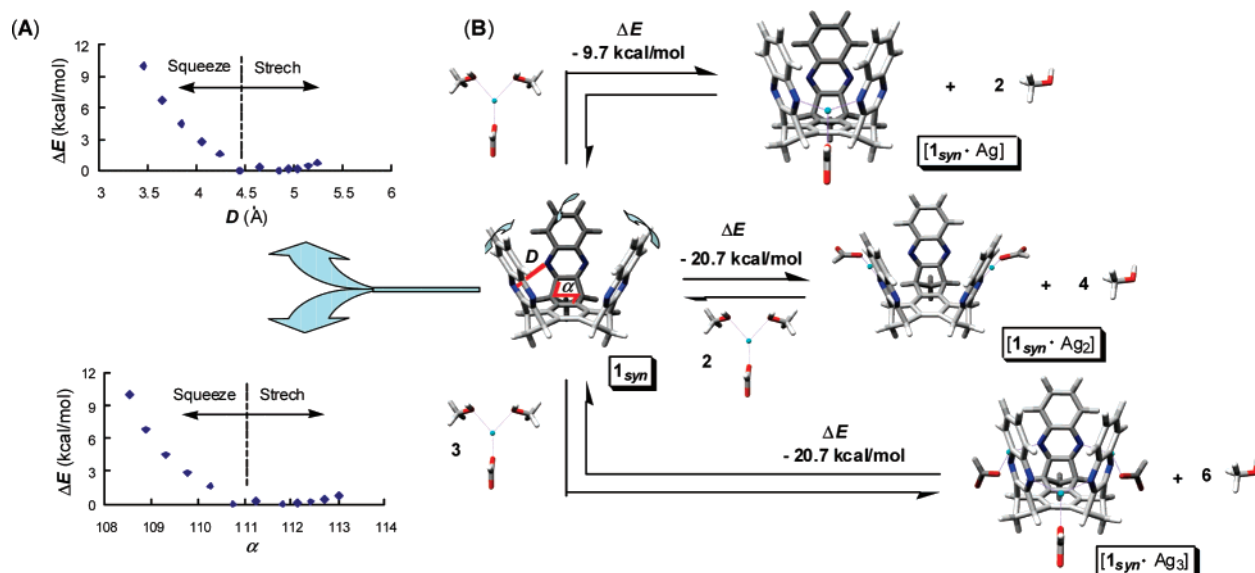 (A)
12
9
6
3
0
ΔE (kcal/mol)
Squeeze
Strech
3
3.5
4
4.5
5
5.5
6
D (Å)
12
9
6
3
0
ΔE (kcal/mol)
Squeeze
Strech
108
109
110
111
112
113
114
α
(B)
ΔE
- 9.7 kcal/mol
+ 2
[1syn· Ag]
D
α
1syn
ΔE
- 20.7 kcal/mol
2
+ 4
[1syn· Ag2]
3
ΔE
- 20.7 kcal/mol
+ 6
[1syn· Ag3]